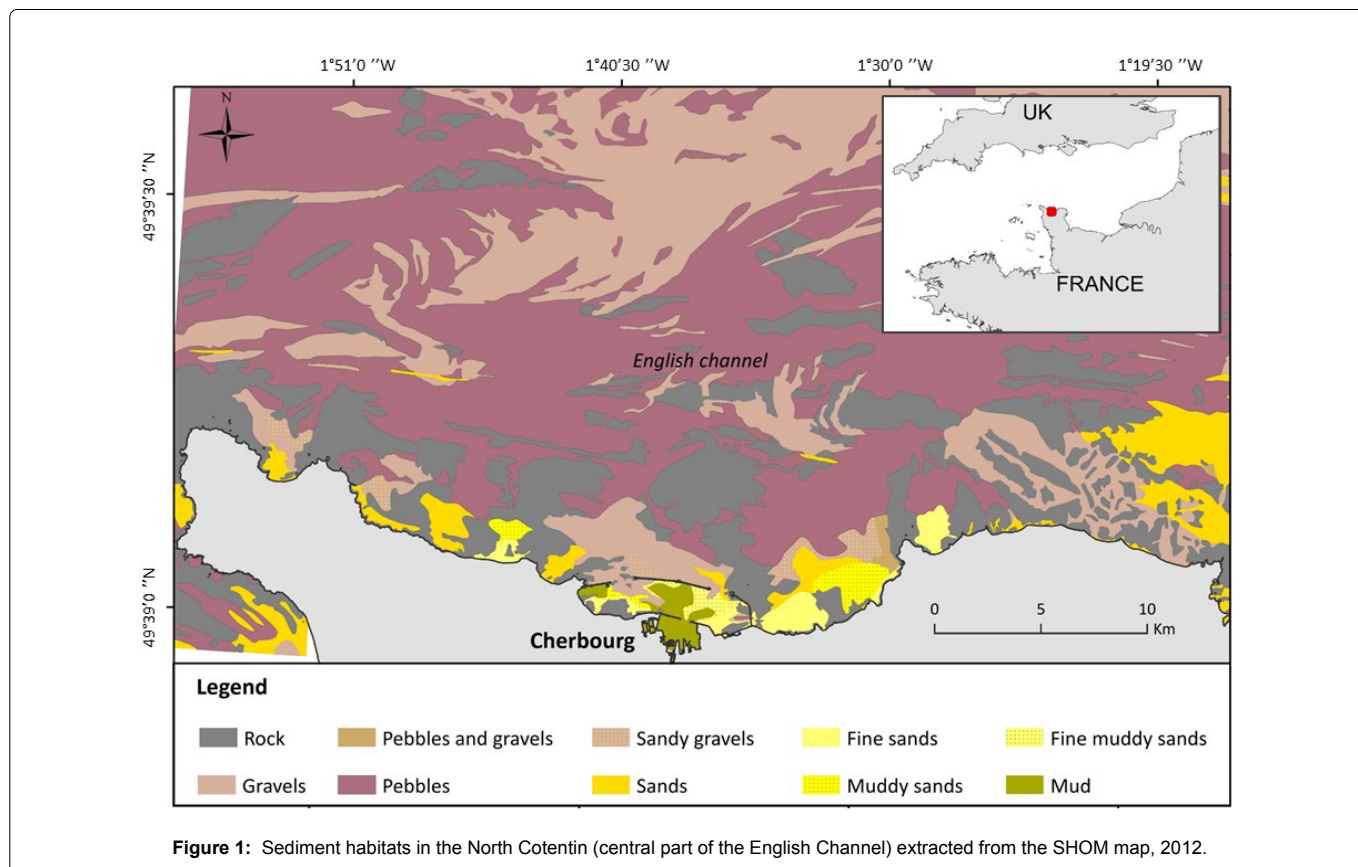 1°51'0 ’’W 1°40'30 ’’W 1°30'0 ’’W 1°19'30 ’’W
N
UK
FRANCE
49°39'30 ’’N
English channel
49°39'0 ’’N
0 5 10
Km
Cherbourg
Legend
Rock Pebbles and gravels Sandy gravels Fine sands Fine muddy sands
Gravels Pebbles Sands Muddy sands Mud
Figure 1: Sediment habitats in the North Cotentin (central part of the English Channel) extracted from the SHOM map, 2012.